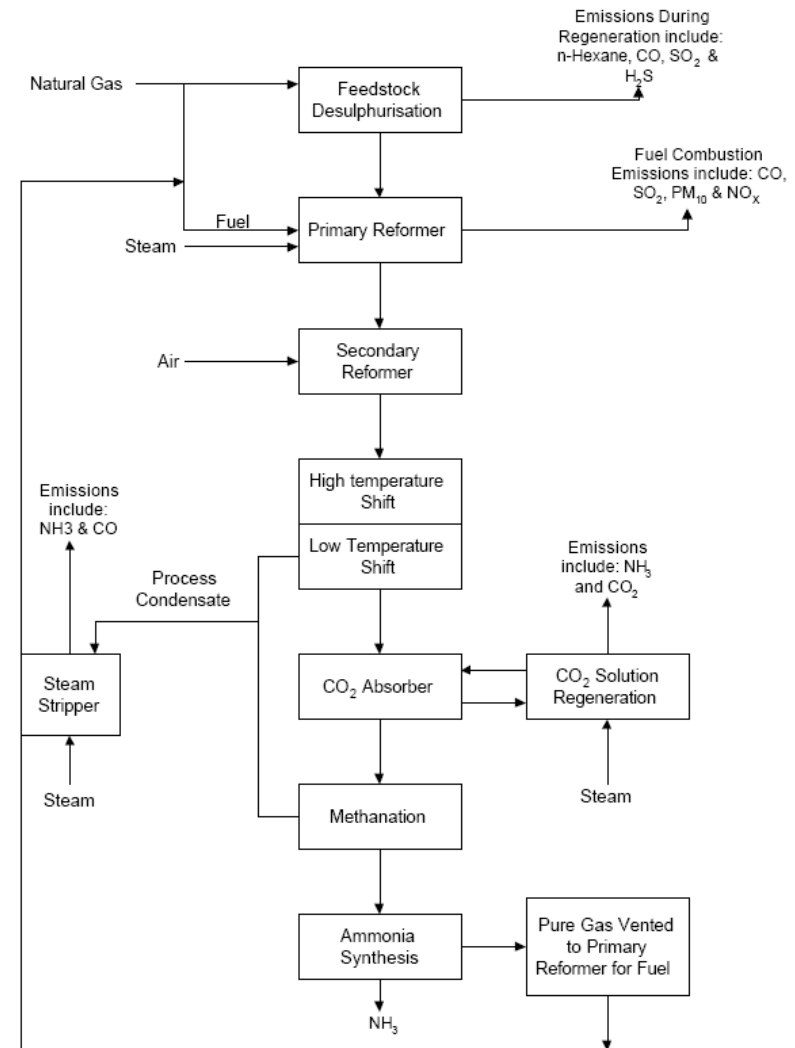 Emissions During
Regeneration include:
n-Hexane, CO, SO₂ &
H₂S
Natural Gas
Feedstock
Desulphurisation
Fuel Combustion
Emissions include: CO,
SO₂, PM₁₀ & NOₓ
Fuel
Steam
Primary Reformer
Air
Secondary
Reformer
High temperature
Shift
Low Temperature
Shift
Emissions
include:
NH3 & CO
Process
Condensate
Emissions
include: NH₃
and CO₂
Steam
Stripper
CO₂ Absorber
CO₂ Solution
Regeneration
Steam
Steam
Methanation
Ammonia
Synthesis
Pure Gas Vented
to Primary
Reformer for Fuel
NH₃